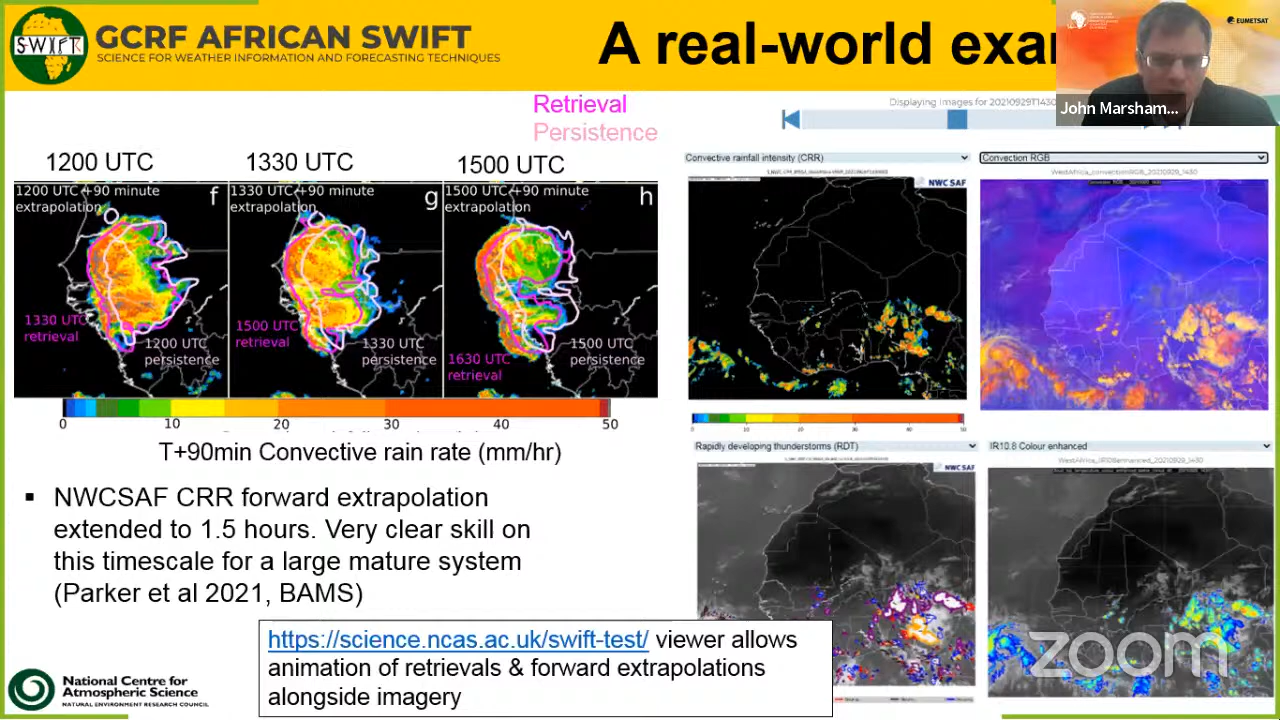 SWIFT
GCRF AFRICAN SWIFT
SCIENCE FOR WEATHER INFORMATION AND FORECASTING TECHNIQUES
A real-world exa
EUMETSAT
John Marsham...
Retrieval
Persistence
Displaying images for 20210929T1430
1200 UTC
1330 UTC
1500 UTC
1200 UTC+90 minute
extrapolation
f
1330 UTC
retrieval
1200 UTC
persistence
1330 UTC+90 minute
extrapolation
g
1500 UTC
retrieval
1330 UTC
persistence
1500 UTC+90 minute
extrapolation
h
1630 UTC
retrieval
1500 UTC
persistence
0 10 20 30 40 50
T+90min Convective rain rate (mm/hr)
Convective rainfall intensity (CRR)
NWC SAF
Convection RGB
WestAfrica_convectionRGB_20210929_1430
Rapidly developing thunderstorms (RDT)
NWC SAF
IR10.8 Colour enhanced
▪ NWCSAF CRR forward extrapolation
extended to 1.5 hours. Very clear skill on
this timescale for a large mature system
(Parker et al 2021, BAMS)
https://science.ncas.ac.uk/swift-test/ viewer allows
animation of retrievals & forward extrapolations
alongside imagery
National Centre for
Atmospheric Science
NATURAL ENVIRONMENT RESEARCH COUNCIL
zoom